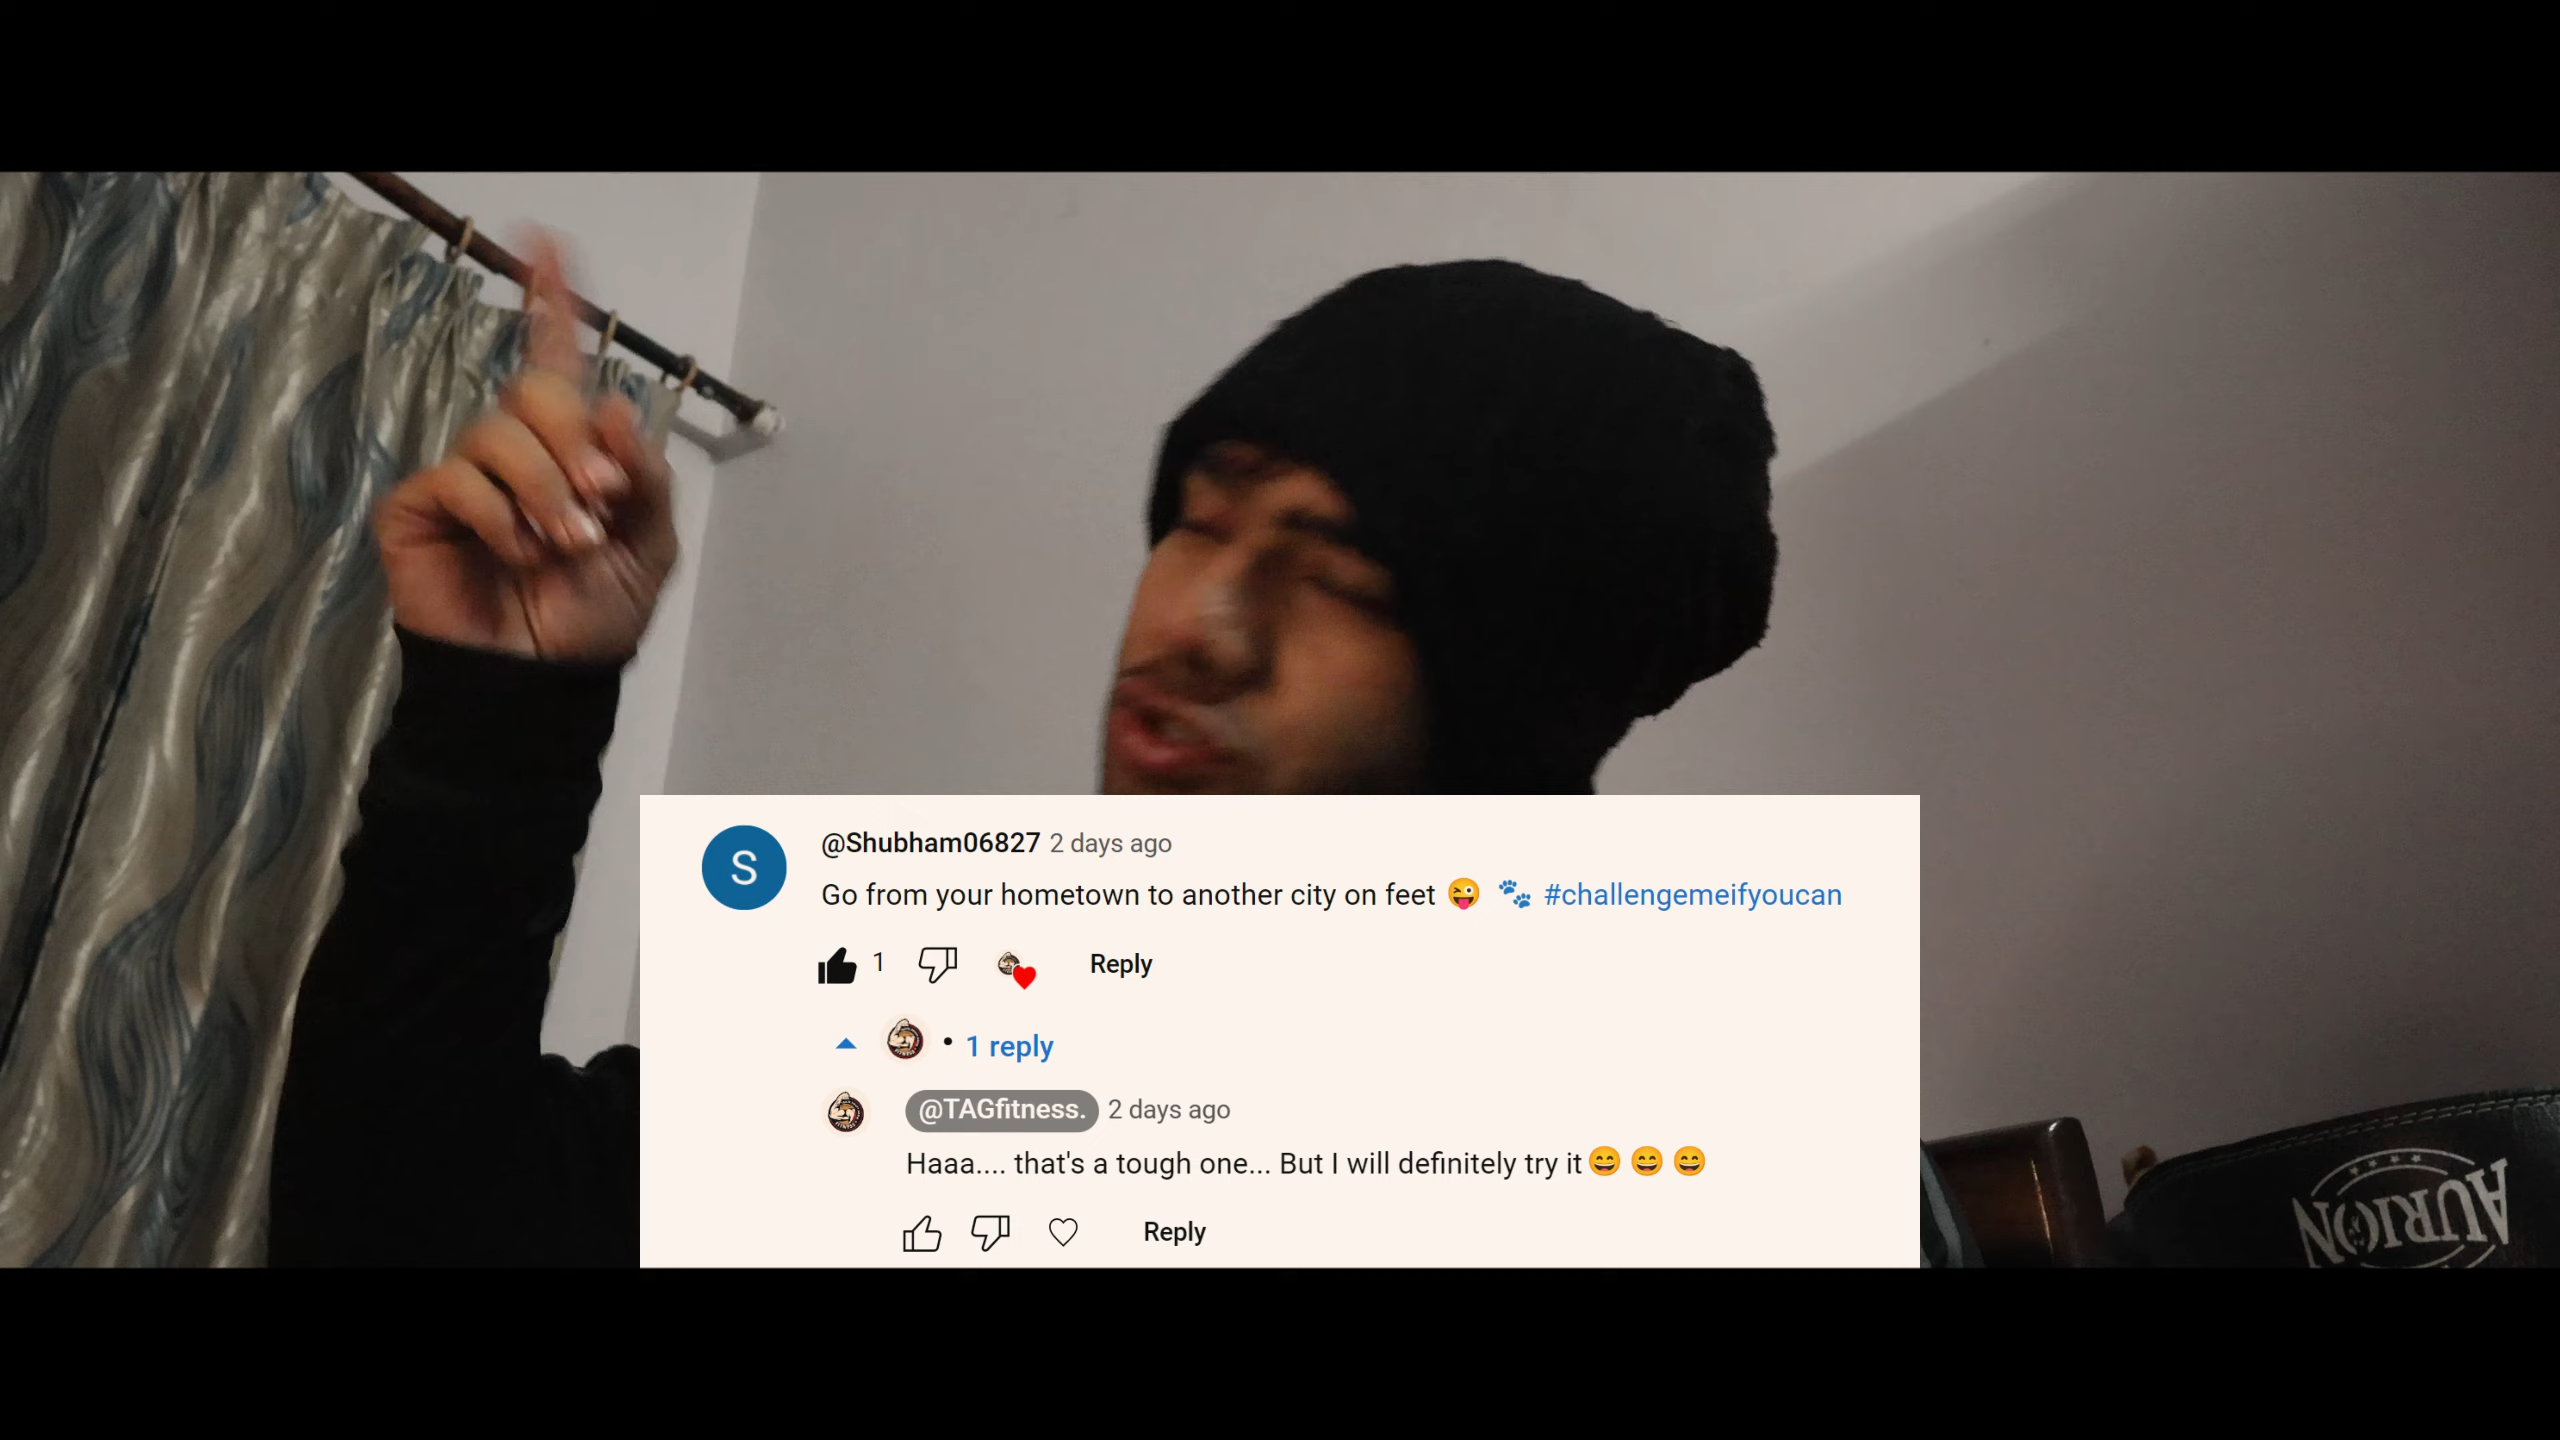 S
@Shubham06827 2 days ago
Go from your hometown to another city on feet 😜 🐾 #challengemeifyoucan
1
Reply
1 reply
@TAGfitness. 2 days ago
Haaa.... that's a tough one... But I will definitely try it😄 😄 😄
Reply
AURION